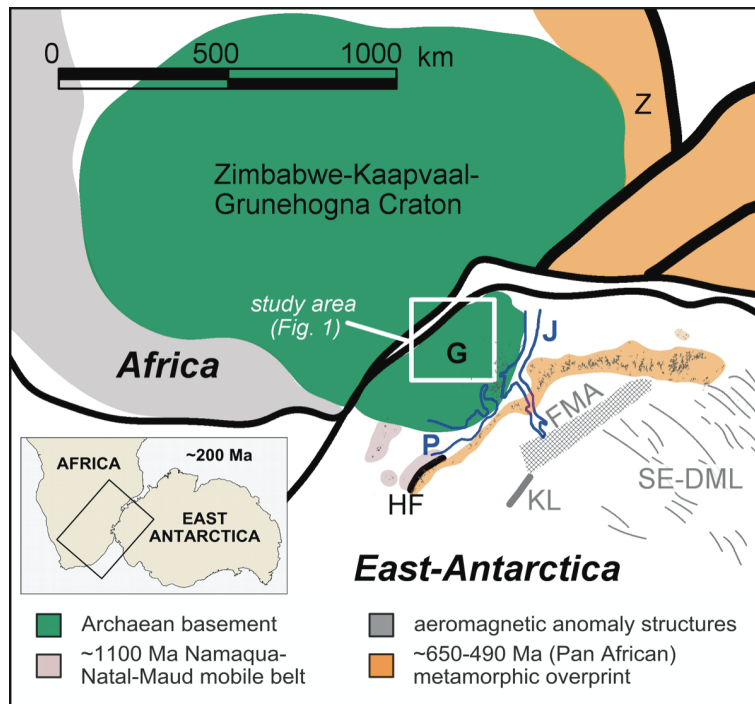 0 500 1000 km
Z
Zimbabwe-Kaapvaal-
Grunehogna Craton
study area
(Fig. 1)
G
J
Africa
P
FMA
HF
KL
SE-DML
AFRICA
~200 Ma
EAST
ANTARCTICA
East-Antarctica
Archaean basement
~1100 Ma Namaqua-
Natal-Maud mobile belt
aeromagnetic anomaly structures
~650-490 Ma (Pan African)
metamorphic overprint